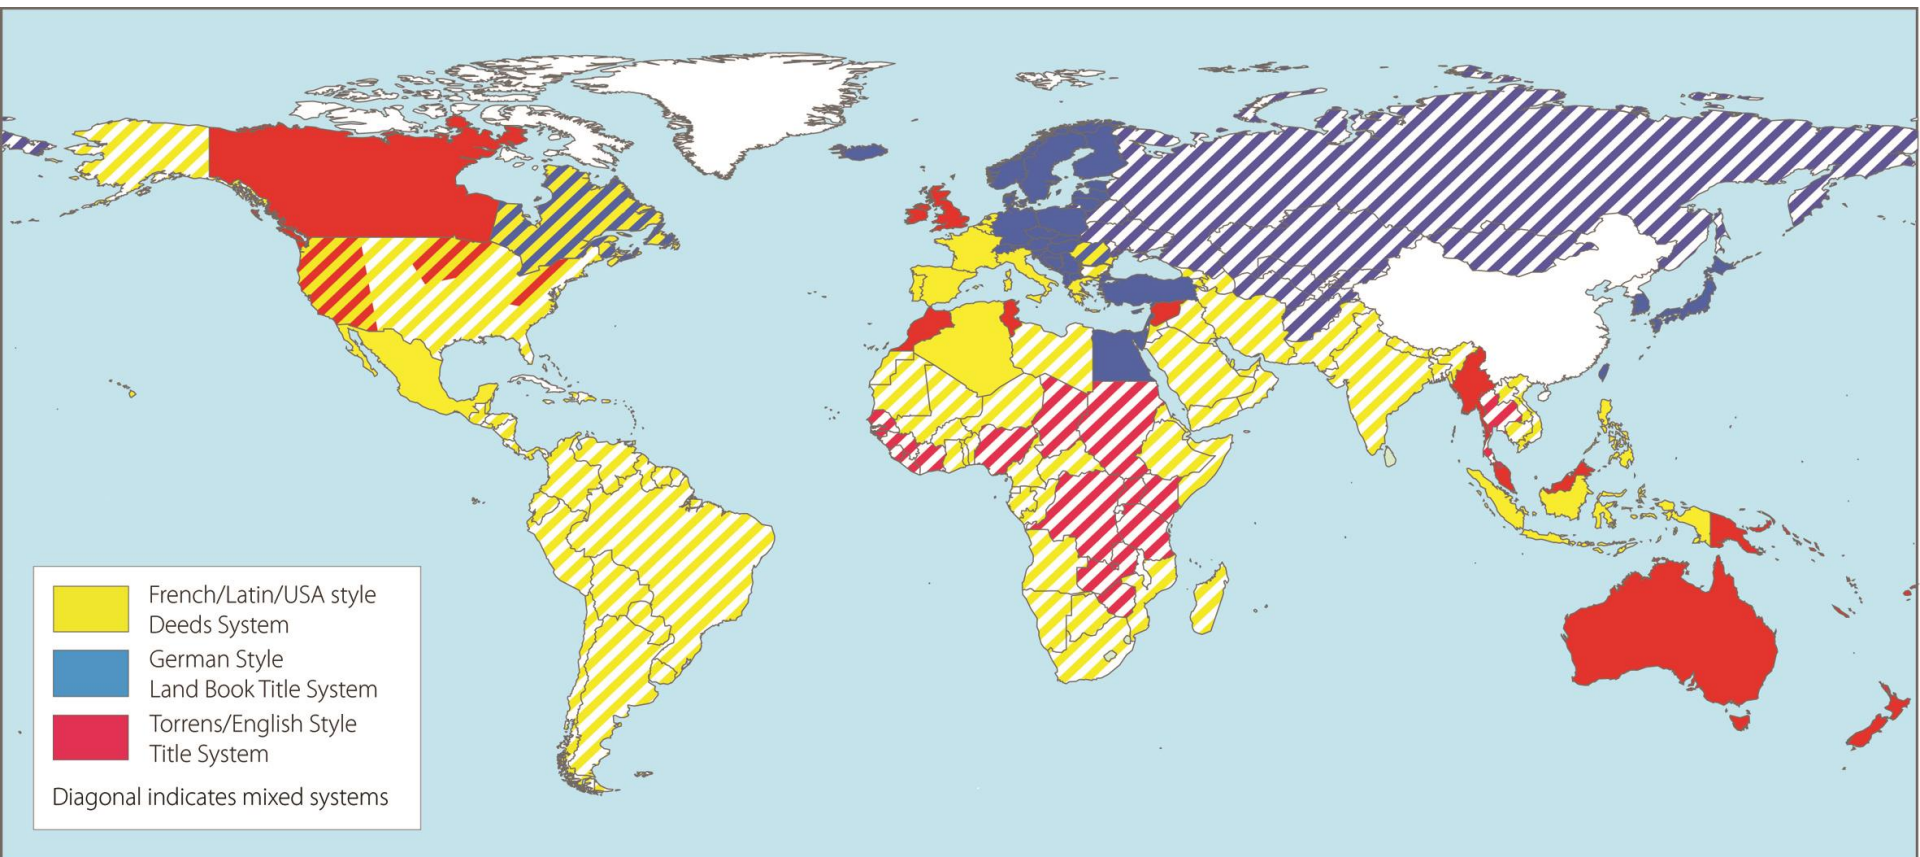 French/Latin/USA style
Deeds System
German Style
Land Book Title System
Torrens/English Style
Title System
Diagonal indicates mixed systems